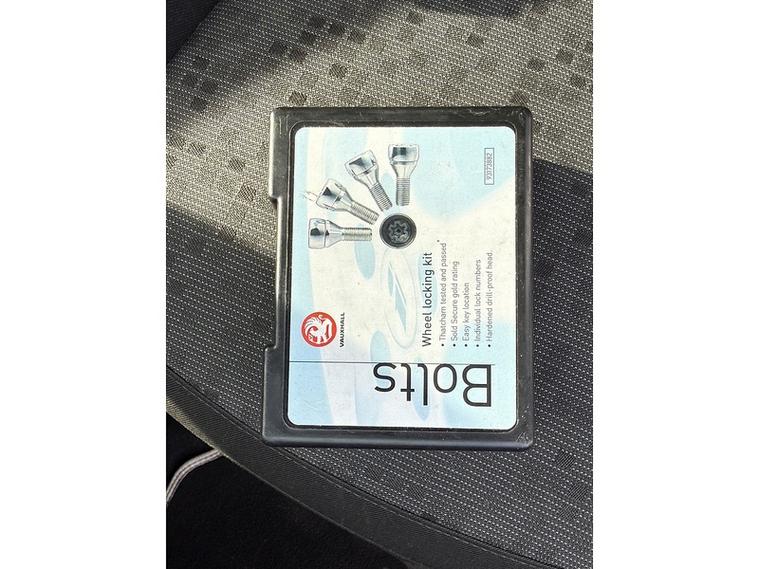 VAUXHALL
Bolts
Wheel locking kit
• Thatcham tested and passed*
• Sold Secure gold rating
• Easy key location
• Individual lock numbers
• Hardened drill-proof head.
93172882